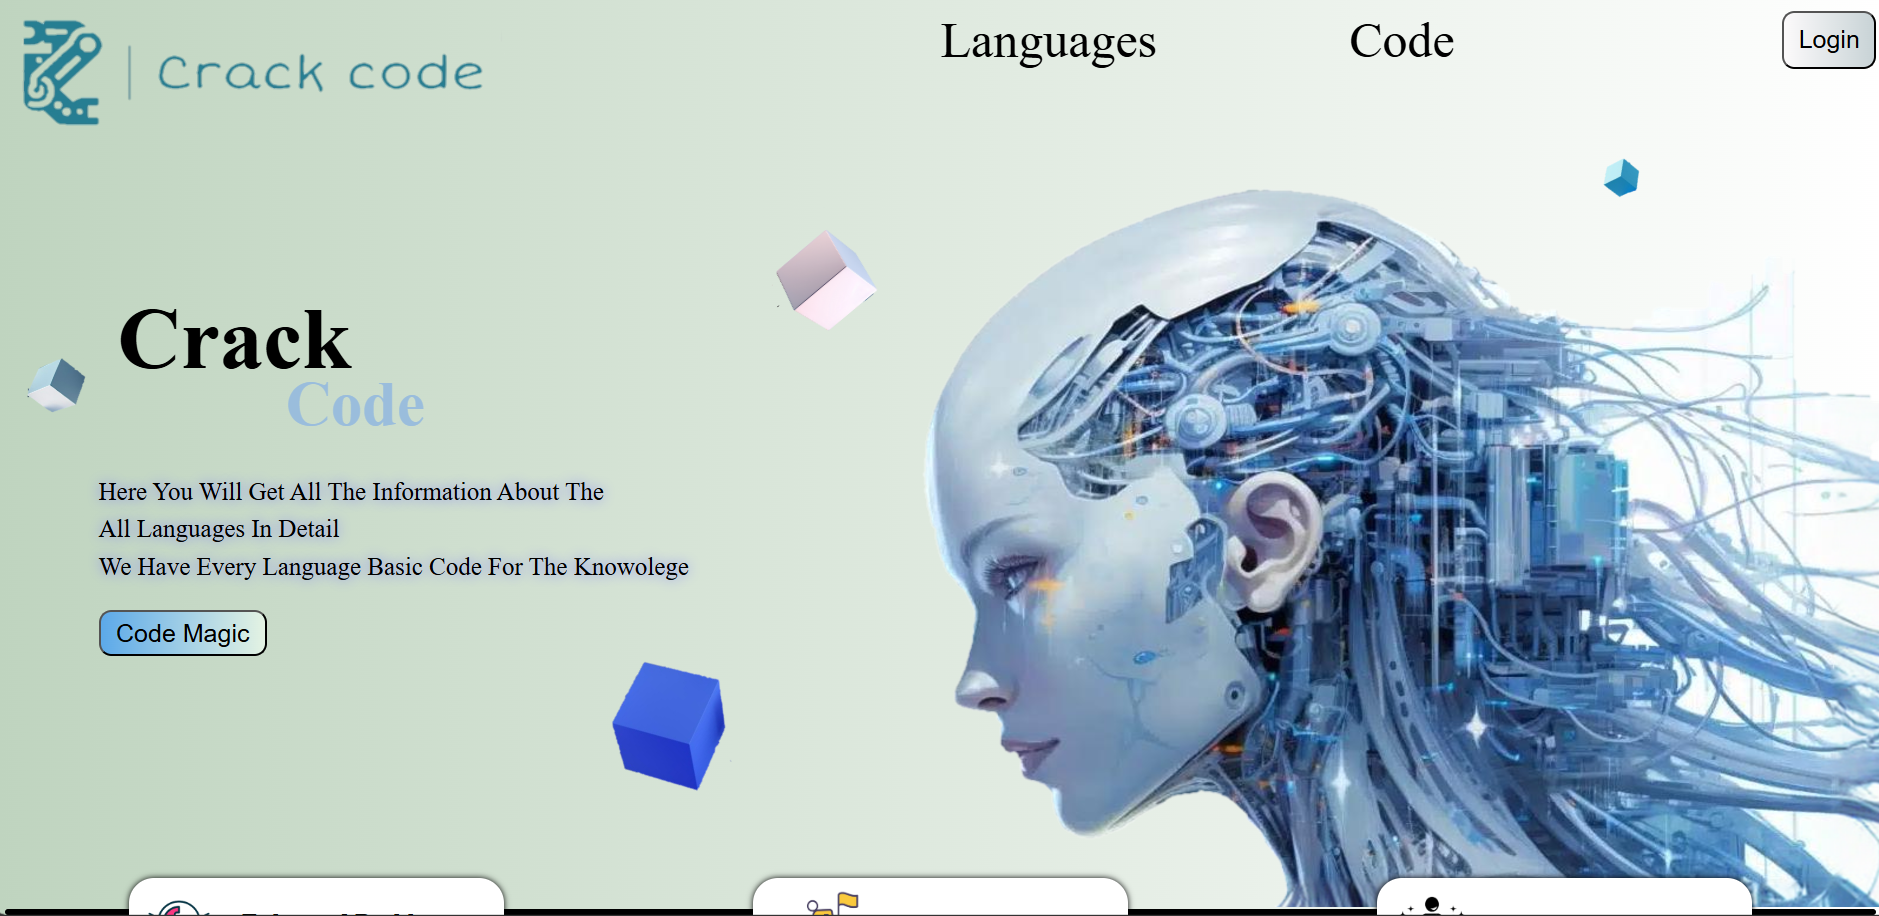 Crack code
Languages
Code
Login
Crack
Code
Here You Will Get All The Information About The
All Languages In Detail
We Have Every Language Basic Code For The Knowolege
Code Magic